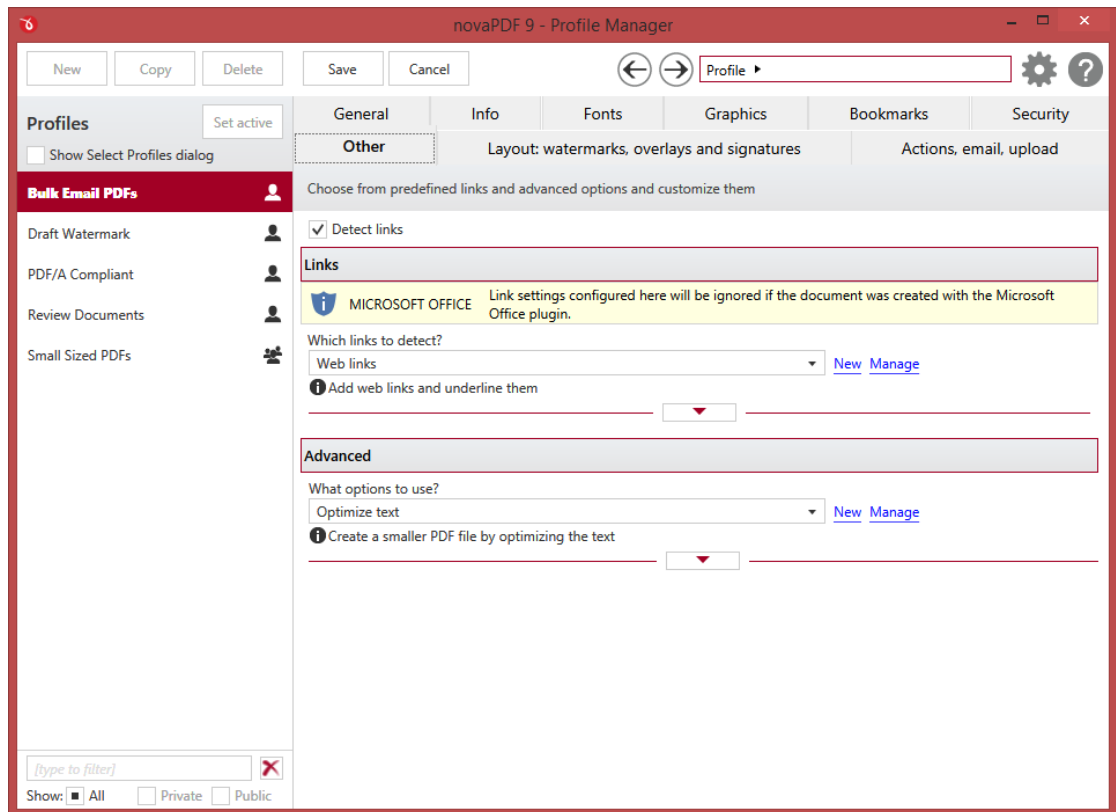 novaPDF 9 - Profile Manager
New Copy Delete Save Cancel Profile
Profiles Set active
Show Select Profiles dialog
Bulk Email PDFs
Draft Watermark
PDF/A Compliant
Review Documents
Small Sized PDFs
[type to filter]
Show: All Private Public
General Info Fonts Graphics Bookmarks Security
Other Layout: watermarks, overlays and signatures Actions, email, upload
Choose from predefined links and advanced options and customize them
Detect links
Links
MICROSOFT OFFICE Link settings configured here will be ignored if the document was created with the Microsoft
Office plugin.
Which links to detect?
Web links New Manage
Add web links and underline them
Advanced
What options to use?
Optimize text New Manage
Create a smaller PDF file by optimizing the text